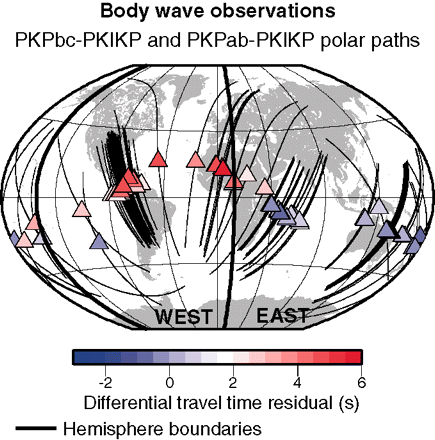 Body wave observations
PKPbc-PKIKP and PKPab-PKIKP polar paths
WEST EAST
-2 0 2 4 6
Differential travel time residual (s)
Hemisphere boundaries